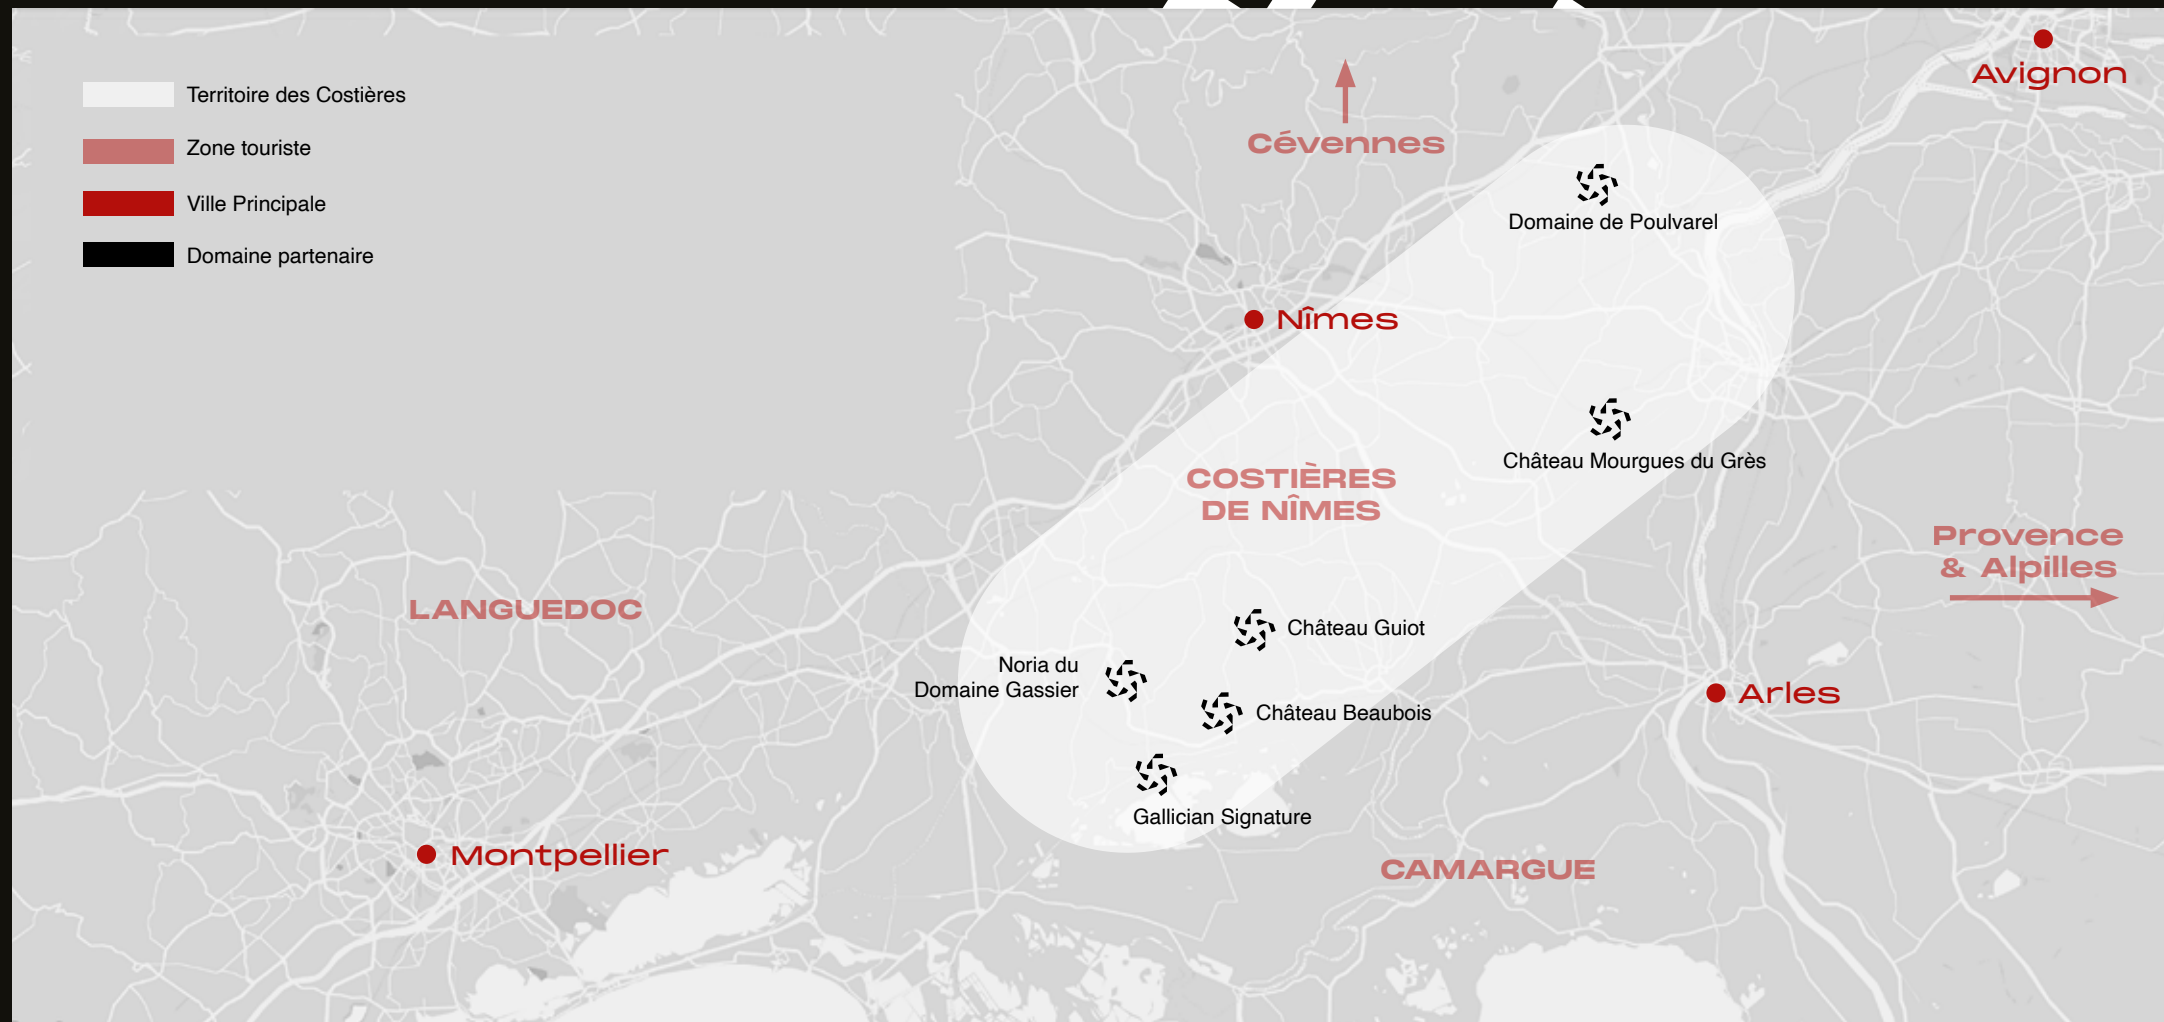 Territoire des Costières
Zone touriste
Ville Principale
Domaine partenaire
Avignon
Cévennes
Domaine de Poulvarel
Nîmes
Château Mourgues du Grès
COSTIÈRES
DE NÎMES
Provence
& Alpilles
LANGUEDOC
Château Guiot
Noria du
Domaine Gassier
Château Beaubois
Arles
Gallician Signature
Montpellier
CAMARGUE